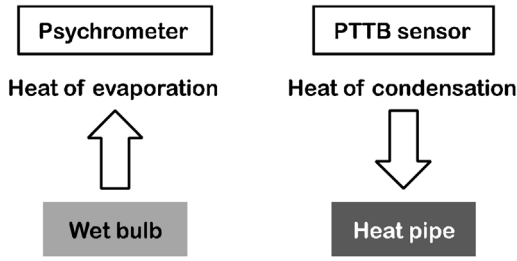 Psychrometer
Heat of evaporation
Wet bulb
PTTB sensor
Heat of condensation
Heat pipe